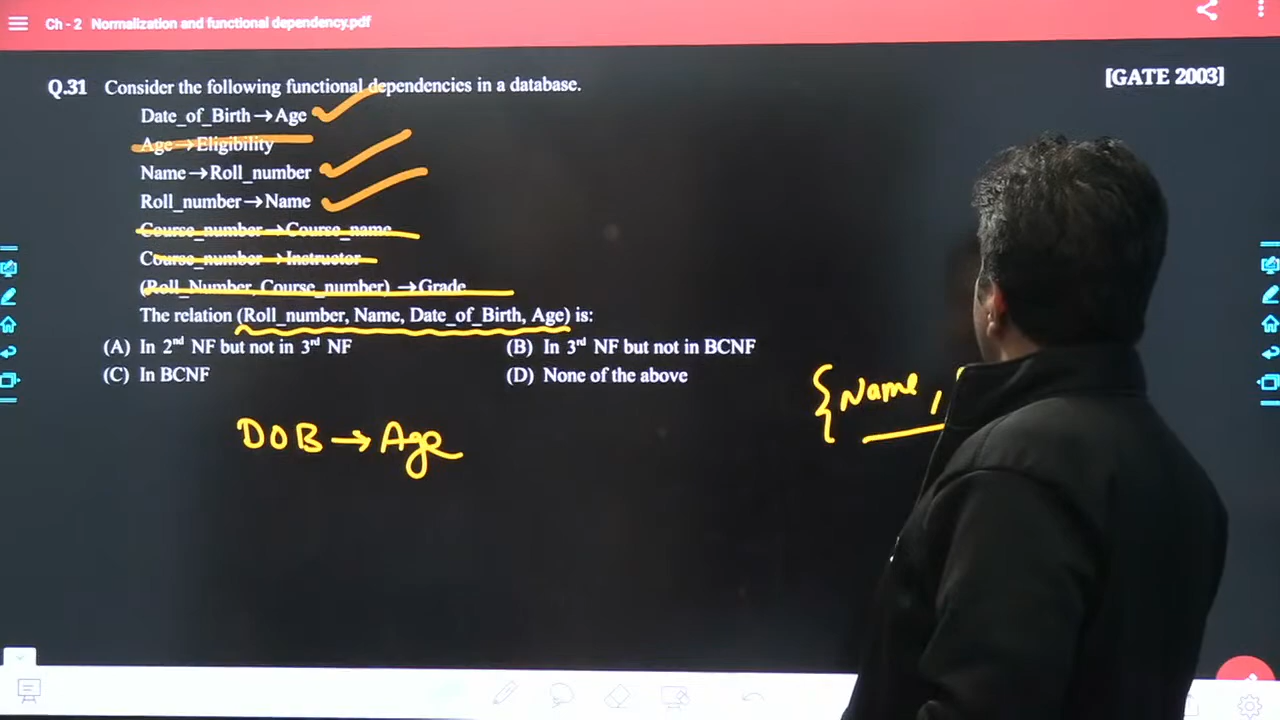 Ch - 2 Normalization and functional dependency.pdf
Q.31 Consider the following functional dependencies in a database. [GATE 2003]
Date_of_Birth→Age
Age→Eligibility
Name→Roll_number
Roll_number→Name
Course_number→Course_name
Course_number→Instructor
(Roll_Number, Course_number)→Grade
The relation (Roll_number, Name, Date_of_Birth, Age) is:
(A) In 2nd NF but not in 3rd NF (B) In 3rd NF but not in BCNF
(C) In BCNF (D) None of the above
{Name,
DOB→Age